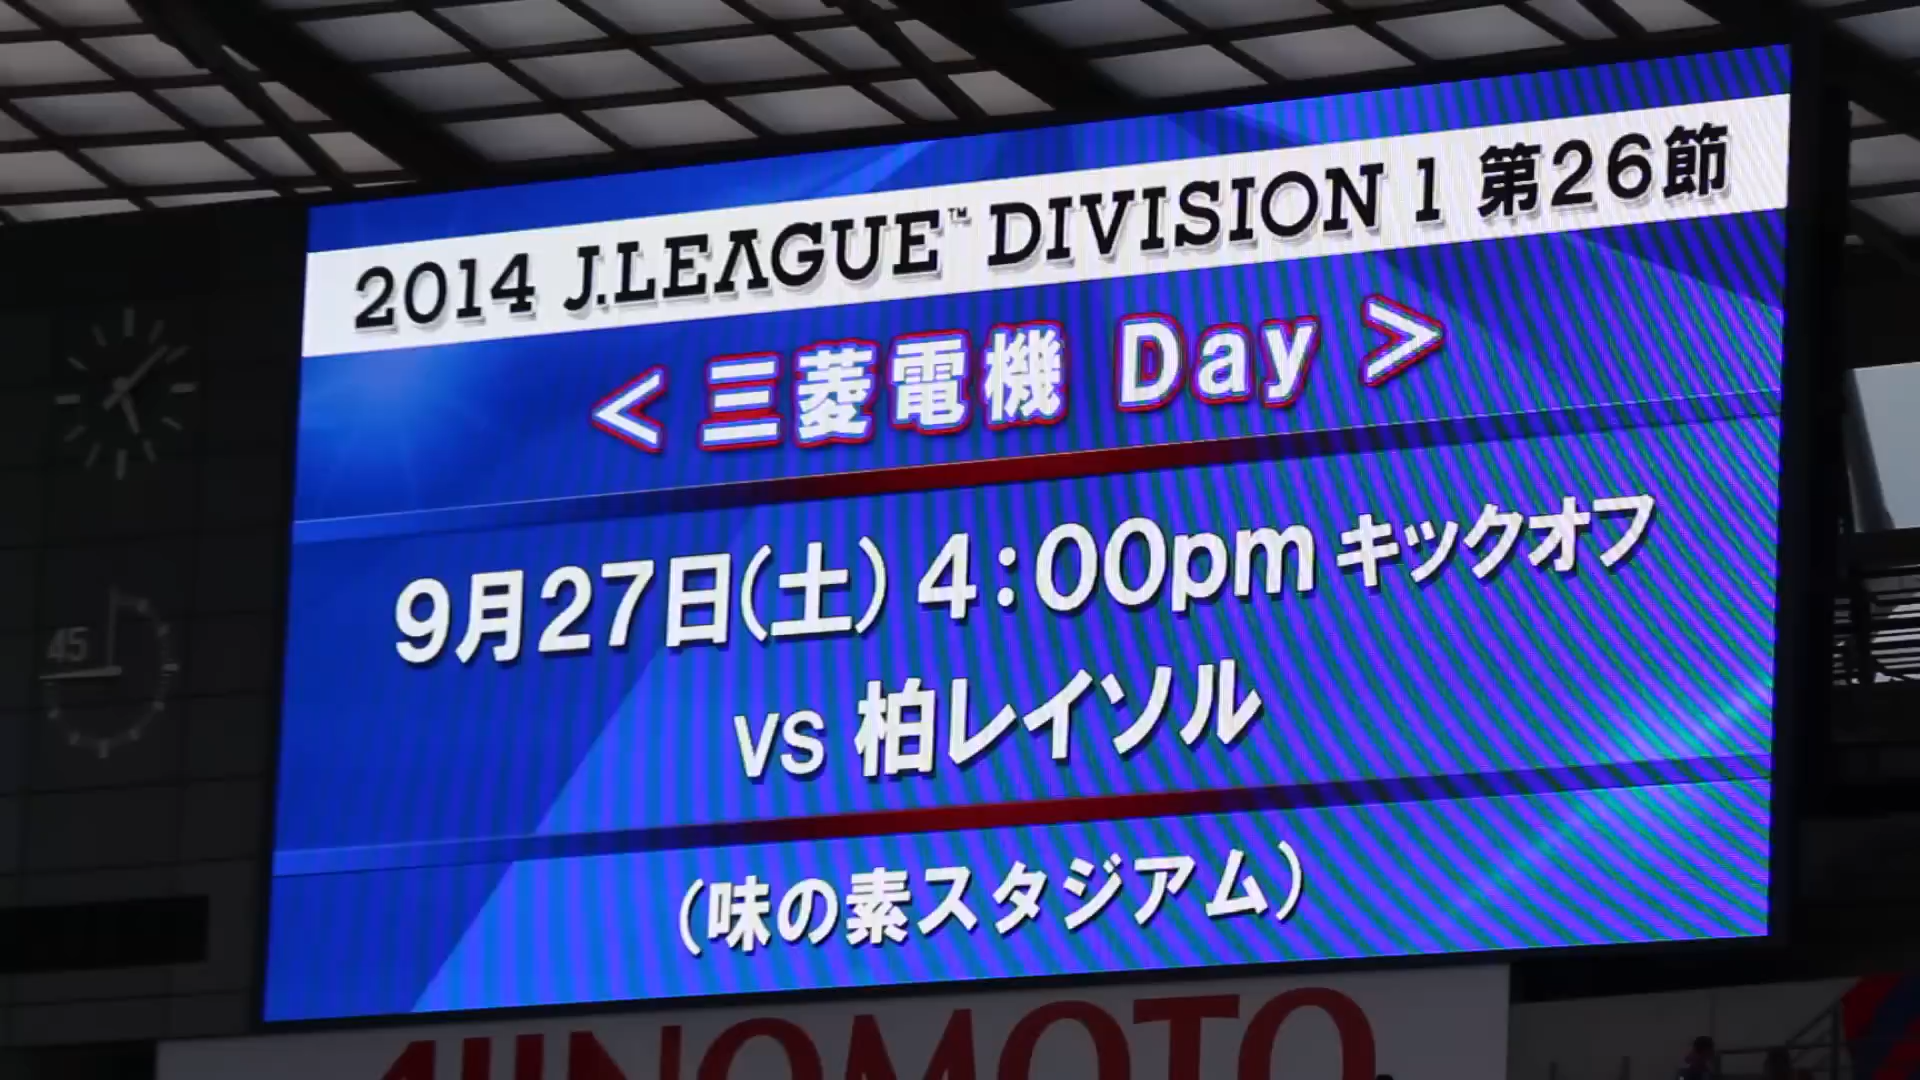 2014 J.LEAGUE™ DIVISION 1 第26節
＜三菱電機 Day＞
9月27日(土) 4:00pm キックオフ
VS 柏レイソル
(味の素スタジアム)
45
AJINOMOTO